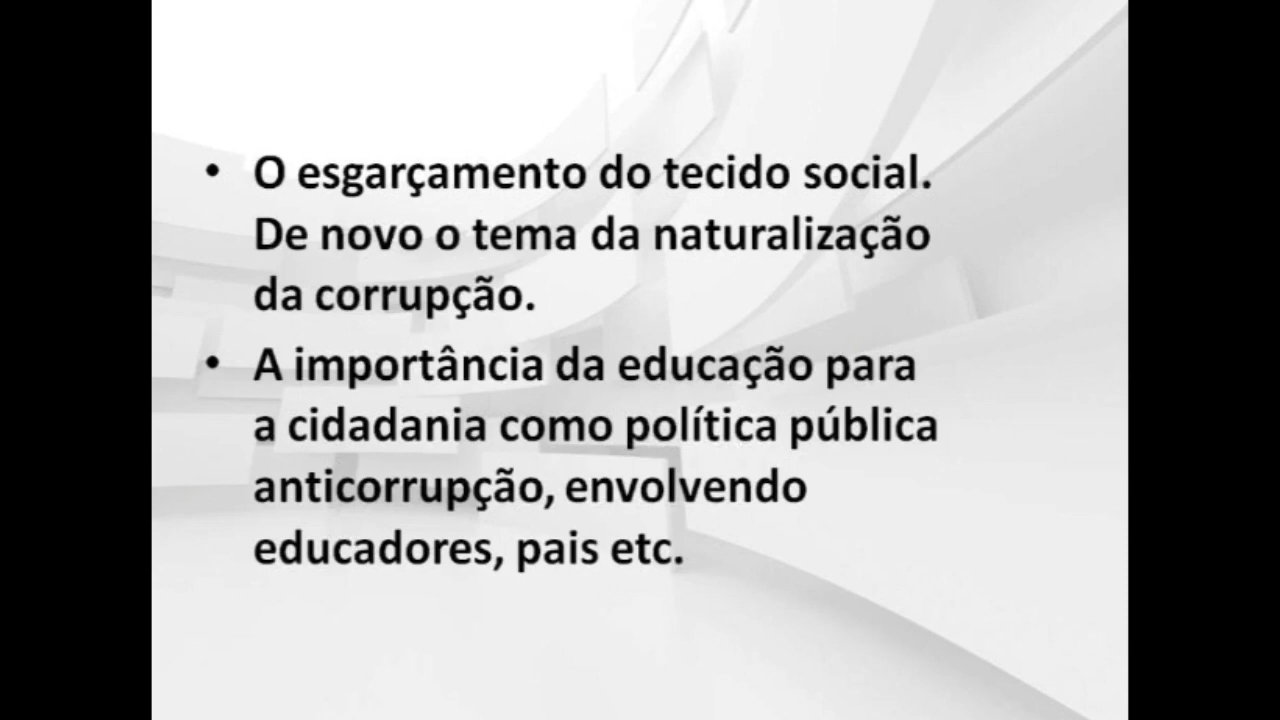 • O esgarçamento do tecido social.
De novo o tema da naturalização
da corrupção.
• A importância da educação para
a cidadania como política pública
anticorrupção, envolvendo
educadores, pais etc.